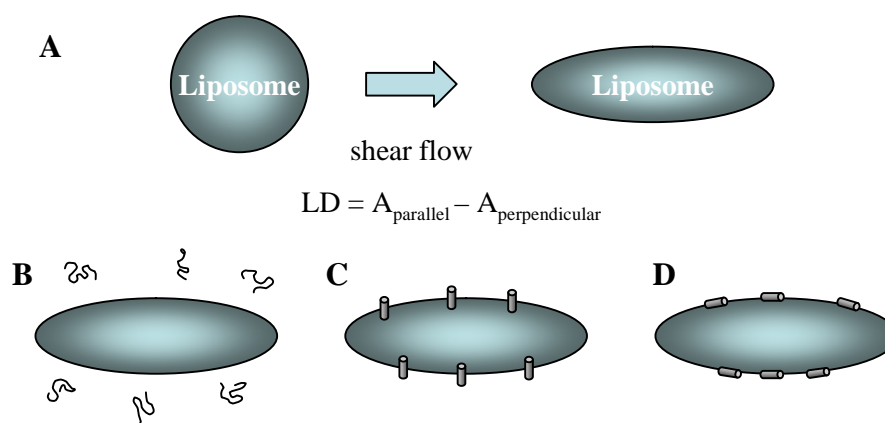 A
Liposome
Liposome
shear flow
LD = A_parallel – A_perpendicular
B
C
D